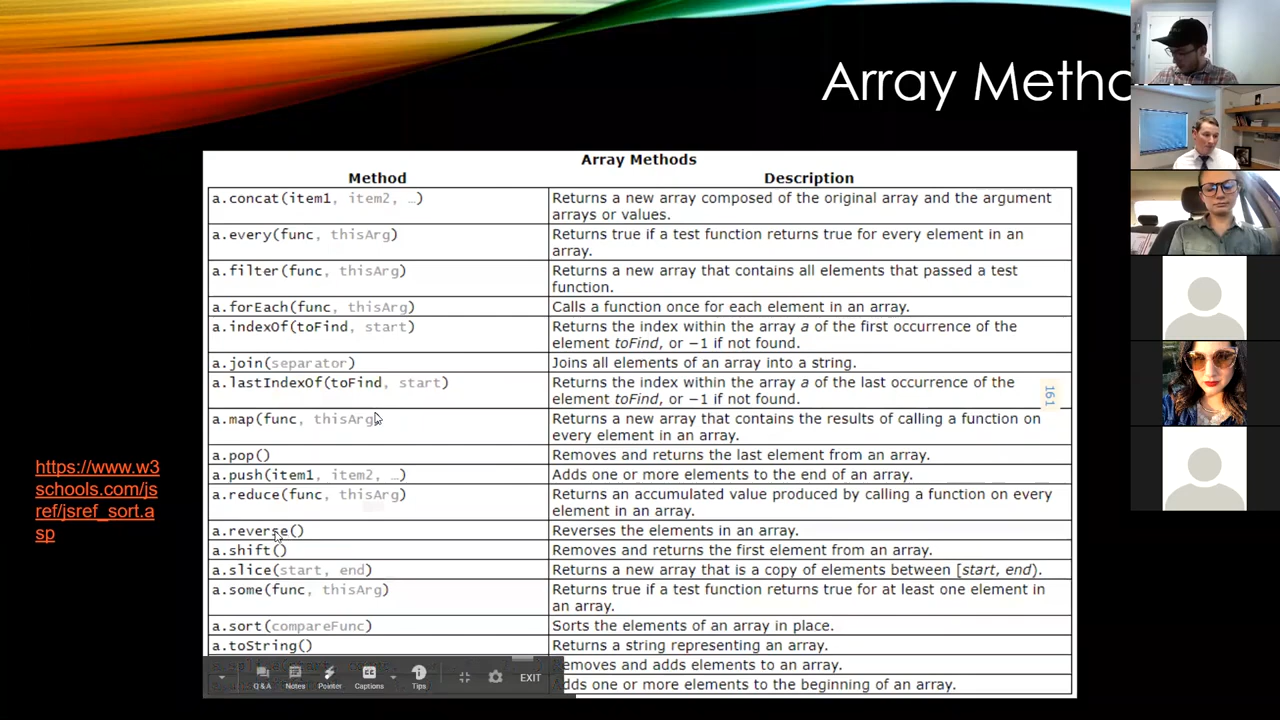 Array Metho
Array Methods
Method
Description
a.concat(item1, item2, …)
Returns a new array composed of the original array and the argument
arrays or values.
a.every(func, thisArg)
Returns true if a test function returns true for every element in an
array.
a.filter(func, thisArg)
Returns a new array that contains all elements that passed a test
function.
a.forEach(func, thisArg)
Calls a function once for each element in an array.
a.indexOf(toFind, start)
Returns the index within the array a of the first occurrence of the
element toFind, or −1 if not found.
a.join(separator)
Joins all elements of an array into a string.
a.lastIndexOf(toFind, start)
Returns the index within the array a of the last occurrence of the
element toFind, or −1 if not found.
161
a.map(func, thisArg)
Returns a new array that contains the results of calling a function on
every element in an array.
a.pop()
Removes and returns the last element from an array.
a.push(item1, item2, …)
Adds one or more elements to the end of an array.
a.reduce(func, thisArg)
Returns an accumulated value produced by calling a function on every
element in an array.
a.reverse()
Reverses the elements in an array.
a.shift()
Removes and returns the first element from an array.
a.slice(start, end)
Returns a new array that is a copy of elements between [start, end).
a.some(func, thisArg)
Returns true if a test function returns true for at least one element in
an array.
a.sort(compareFunc)
Sorts the elements of an array in place.
a.toString()
Returns a string representing an array.
emoves and adds elements to an array.
dds one or more elements to the beginning of an array.
https://www.w3
schools.com/js
ref/jsref_sort.a
sp
Q & A
Notes
Pointer
Captions
Tips
EXIT